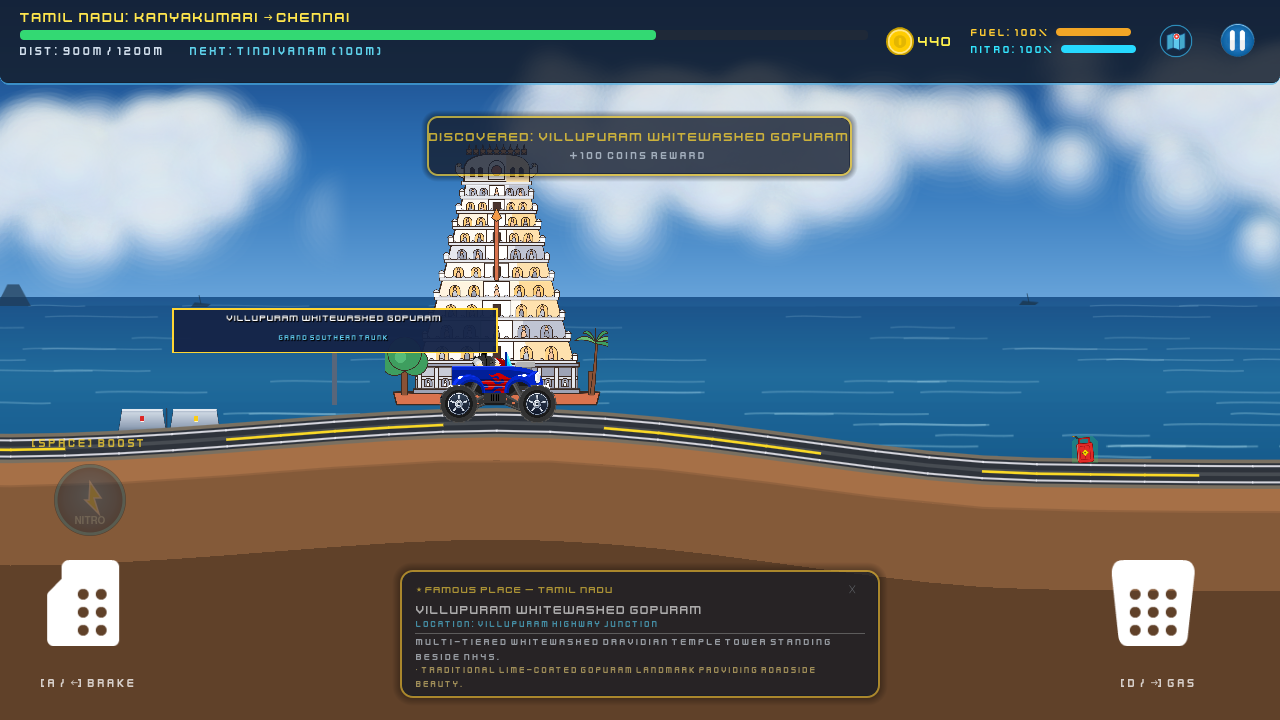 TAMIL NADU: KANYAKUMARI → CHENNAI
DIST: 900M / 1200M
NEXT: TINDIVANAM (100M)
440
FUEL: 100%
NITRO: 100%
DISCOVERED: VILLUPURAM WHITEWASHED GOPURAM
+100 COINS REWARD
VILLUPURAM WHITEWASHED GOPURAM
GRAND SOUTHERN TRUNK
[SPACE] BOOST
NITRO
• FAMOUS PLACE — TAMIL NADU
X
VILLUPURAM WHITEWASHED GOPURAM
LOCATION: VILLUPURAM HIGHWAY JUNCTION
MULTI-TIERED WHITEWASHED DRAVIDIAN TEMPLE TOWER STANDING
BESIDE NH45.
· TRADITIONAL LIME-COATED GOPURAM LANDMARK PROVIDING ROADSIDE
BEAUTY.
[A / ←] BRAKE
[D / →] GAS